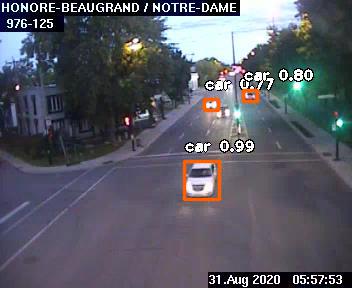 HONORE-BEAUGRAND / NOTRE-DAME
976-125
car 0.77
car 0.80
car 0.99
31.Aug 2020 05:57:53